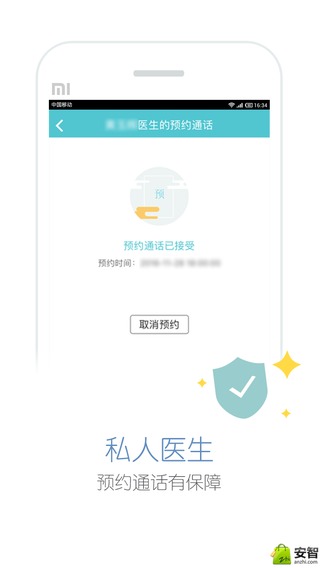 MI
中国移动
16:34
医生的预约通话
预
预约通话已接受
预约时间：
取消预约
私人医生
预约通话有保障
安智
anzhi.com